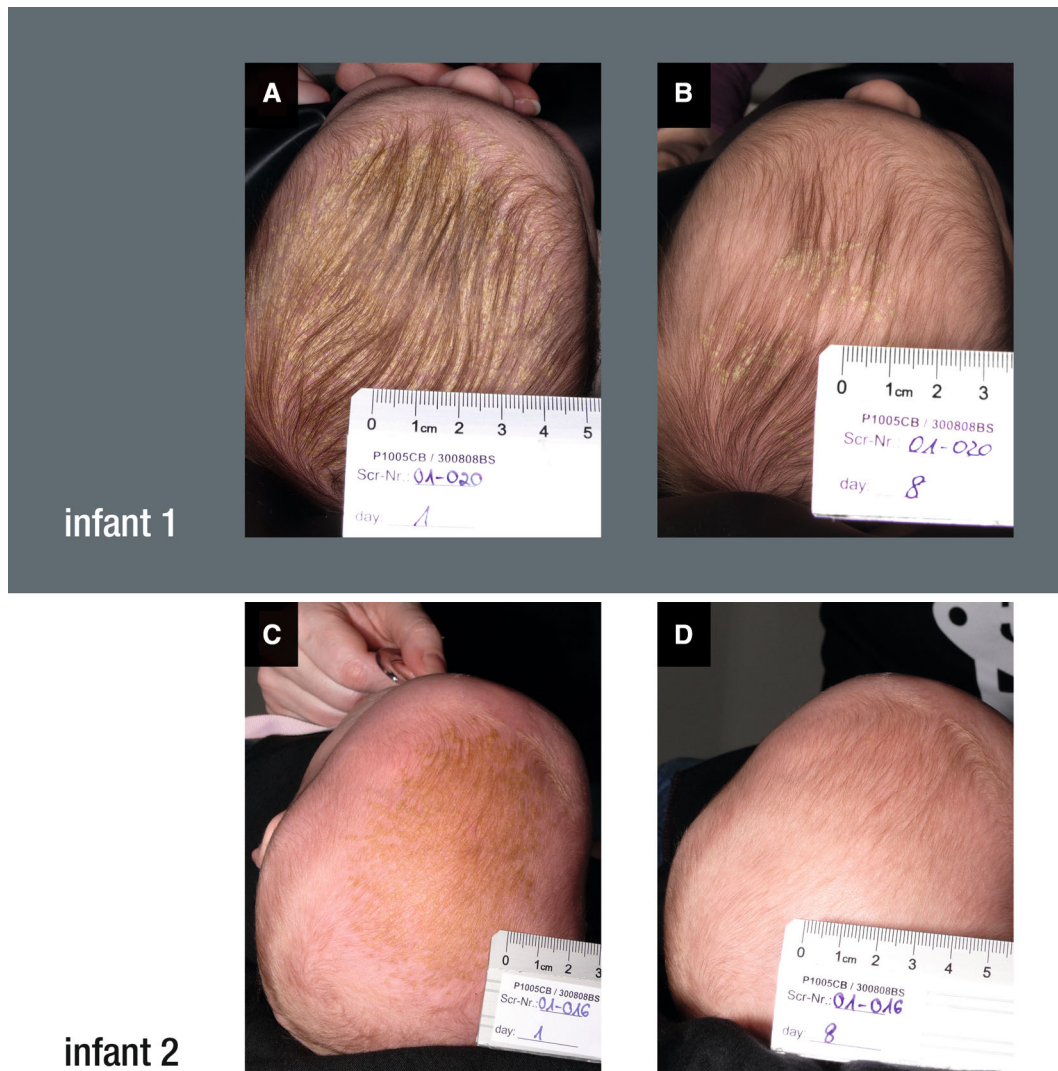 A
B
0 1cm 2 3 4 5
P1005CB / 300808BS
Scr-Nr.: 01-020
day: 1
0 1cm 2 3
P1005CB / 300808BS
Scr-Nr.: 01-020
day: 8
infant 1
C
D
0 1cm 2 3
P1005CB / 300808BS
Scr-Nr.: 01-016
day: 1
0 1cm 2 3 4 5
P1005CB / 300808BS
Scr-Nr.: 01-016
day: 8
infant 2